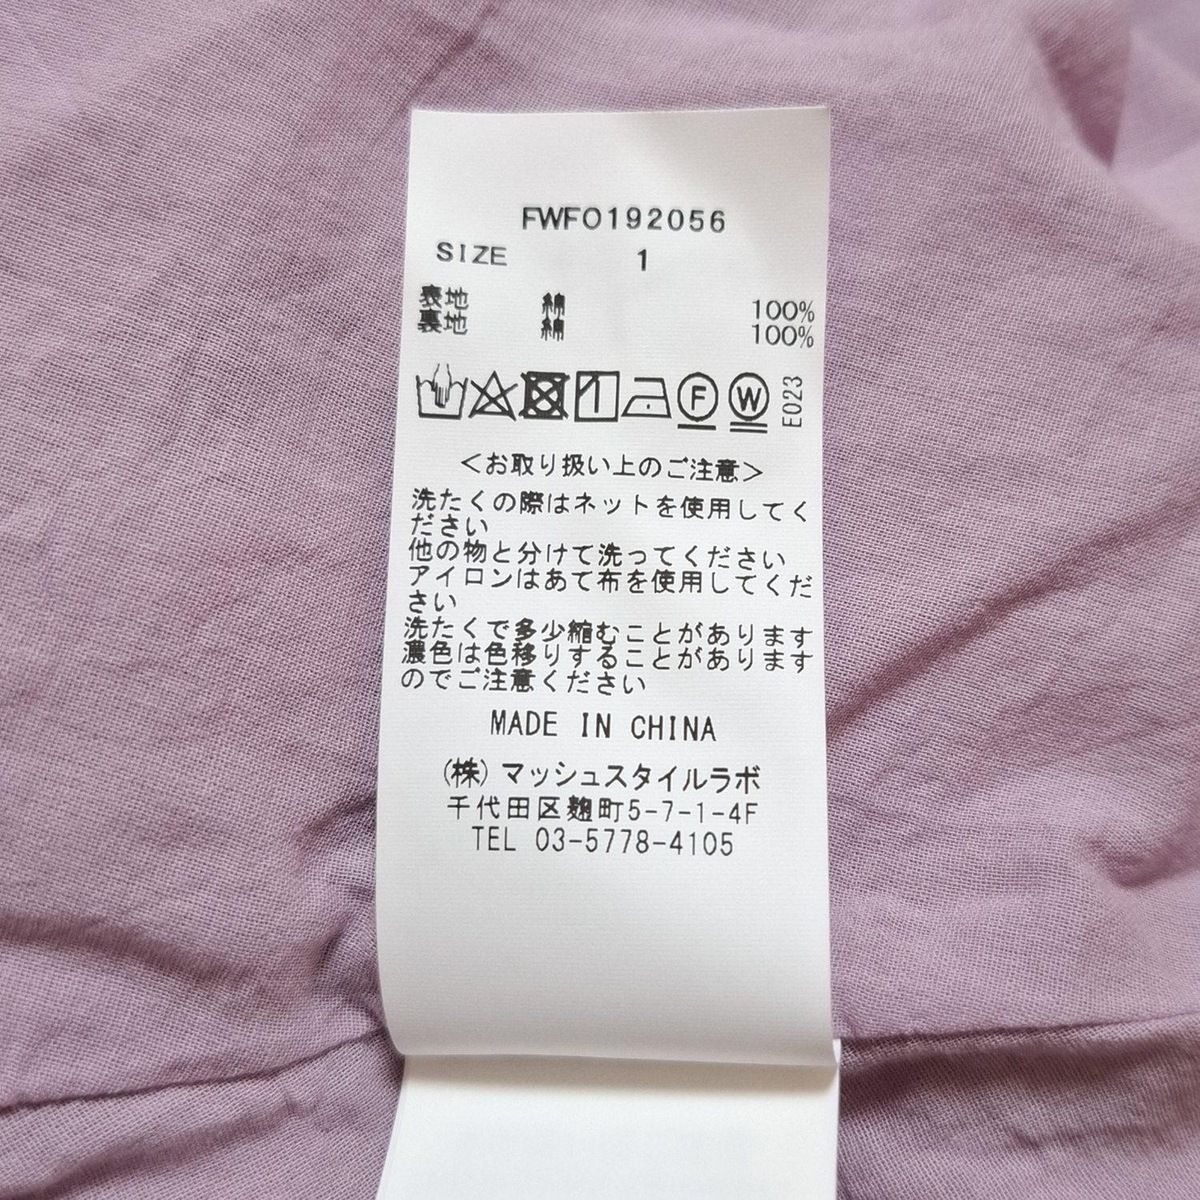 FWFO192056
SIZE 1
表地 綿 100%
裏地 綿 100%
F W E023
＜お取り扱い上のご注意＞
洗たくの際はネットを使用してく
ださい
他の物と分けて洗ってください
アイロンはあて布を使用してくだ
さい
洗たくで多少縮むことがあります
濃色は色移りすることがあります
のでご注意ください
MADE IN CHINA
(株)マッシュスタイルラボ
千代田区麹町5-7-1-4F
TEL 03-5778-4105